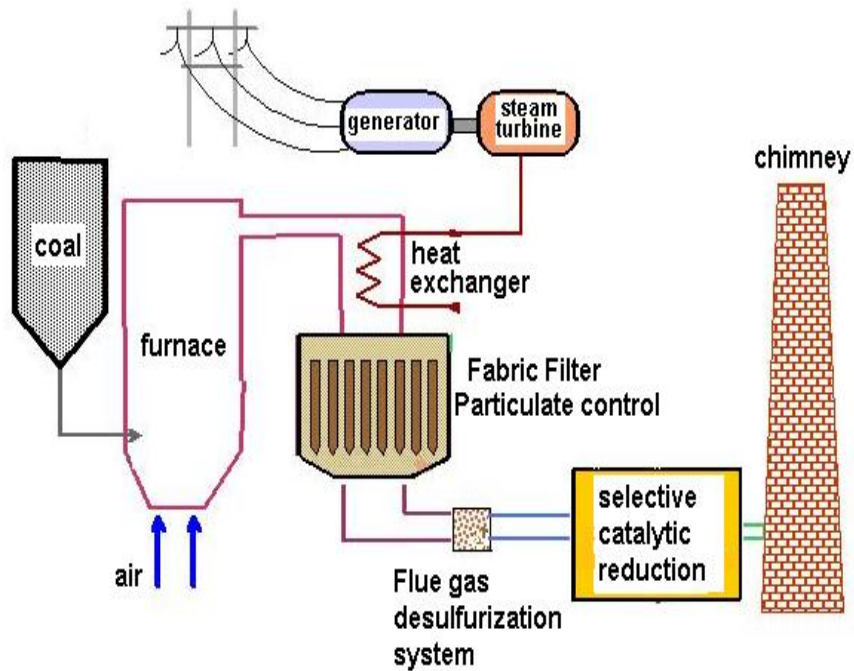 generator
steam
turbine
chimney
coal
heat
exchanger
furnace
Fabric Filter
Particulate control
selective
catalytic
reduction
air
Flue gas
desulfurization
system